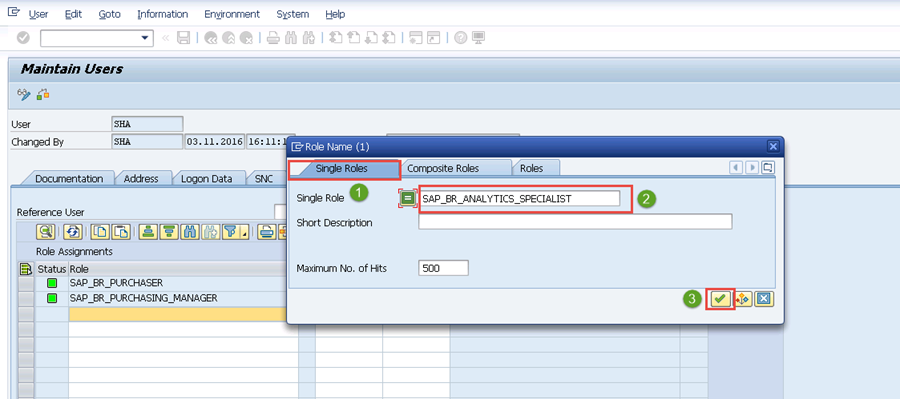 User Edit Goto Information Environment System Help
Maintain Users
User SHA
Changed By SHA 03.11.2016 16:11:1
Role Name (1)
Documentation Address Logon Data SNC
Single Roles Composite Roles Roles
1
Single Role SAP_BR_ANALYTICS_SPECIALIST 2
Short Description
Reference User
Role Assignments
Maximum No. of Hits 500
Status Role
SAP_BR_PURCHASER
SAP_BR_PURCHASING_MANAGER
3